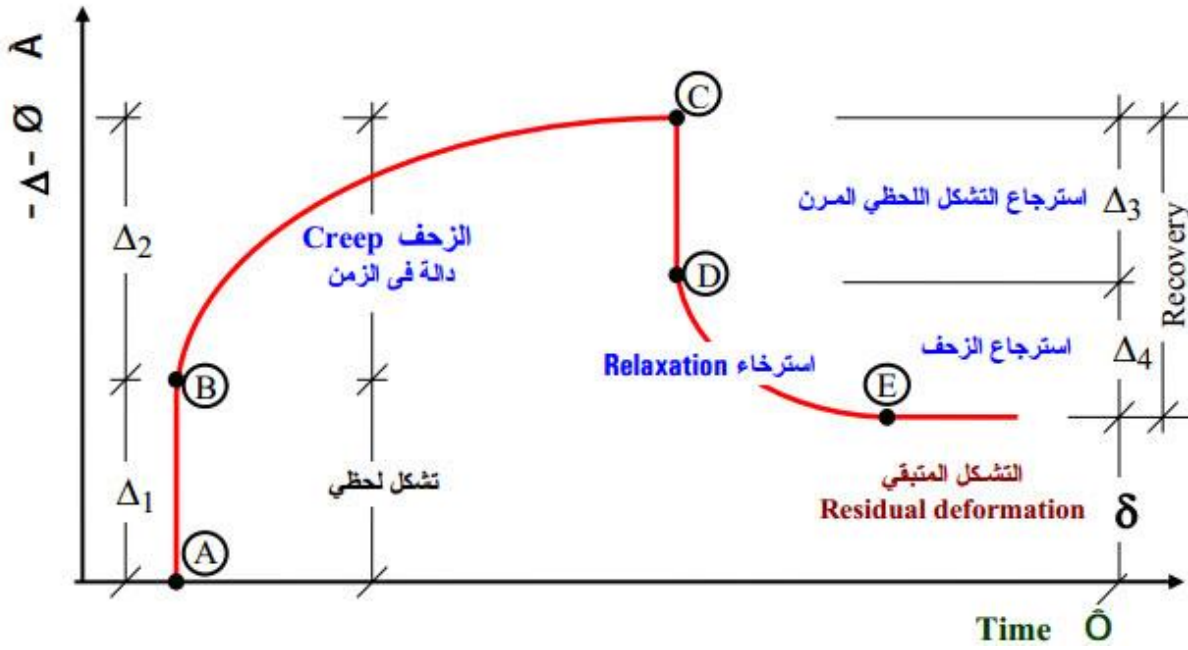 - Δ - Ø À
C
Δ2
Creep الزحف
دالة فى الزمن
استرجاع التشكل اللحظي المرن
Δ3
Recovery
D
B
Relaxation استرخاء
استرجاع الزحف
Δ4
E
Δ1
تشكل لحظي
التشكل المتبقي
Residual deformation
δ
A
Time Ô